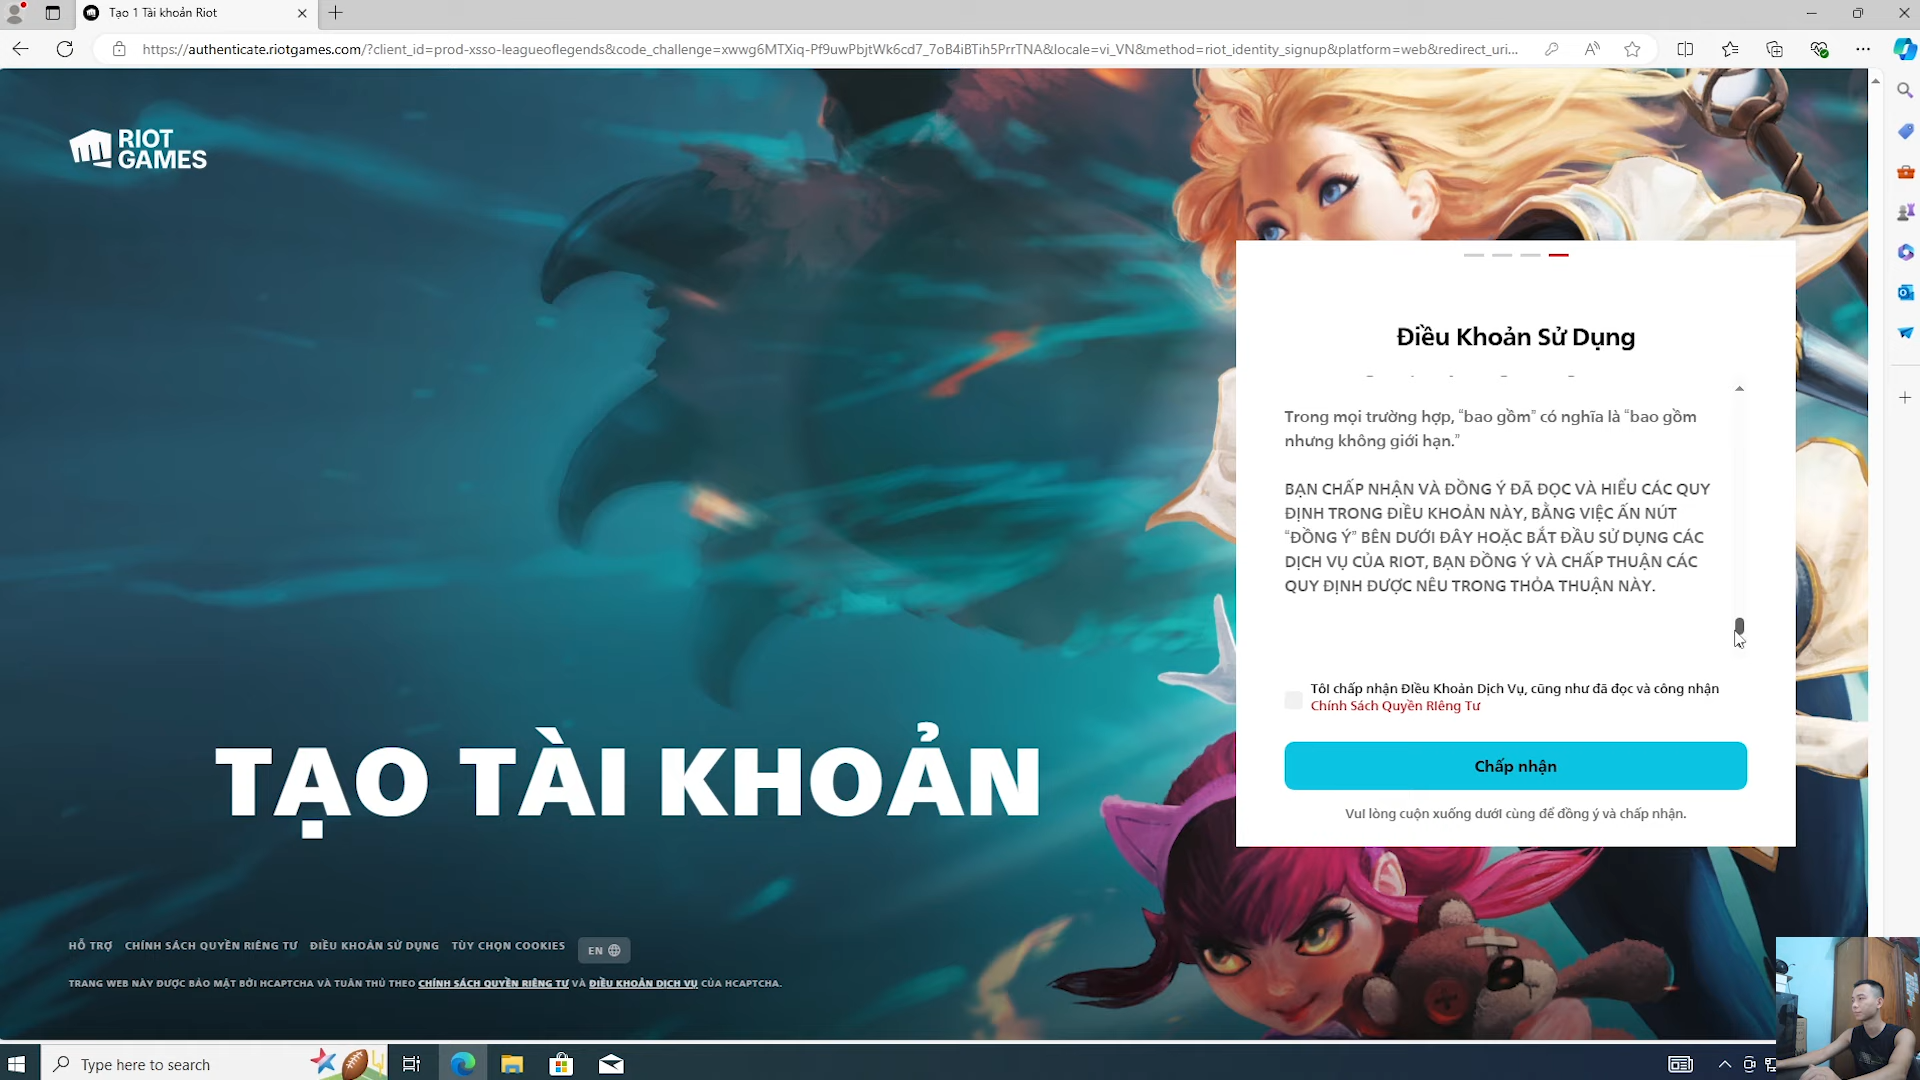 Tạo 1 Tài khoản Riot
https://authenticate.riotgames.com/?client_id=prod-xsso-leagueoflegends&code_challenge=xwwg6MTXiq-Pf9uwPbjtWk6cd7_7oB4iBTih5PrrTNA&locale=vi_VN&method=riot_identity_signup&platform=web&redirect_uri...
RIOT
GAMES
Điều Khoản Sử Dụng
Trong mọi trường hợp, “bao gồm” có nghĩa là “bao gồm
nhưng không giới hạn.”
BẠN CHẤP NHẬN VÀ ĐỒNG Ý ĐÃ ĐỌC VÀ HIỂU CÁC QUY
ĐỊNH TRONG ĐIỀU KHOẢN NÀY, BẰNG VIỆC ẤN NÚT
“ĐỒNG Ý” BÊN DƯỚI ĐÂY HOẶC BẮT ĐẦU SỬ DỤNG CÁC
DỊCH VỤ CỦA RIOT, BẠN ĐỒNG Ý VÀ CHẤP THUẬN CÁC
QUY ĐỊNH ĐƯỢC NÊU TRONG THỎA THUẬN NÀY.
Tôi chấp nhận Điều Khoản Dịch Vụ, cũng như đã đọc và công nhận
Chính Sách Quyền Riêng Tư
Chấp nhận
Vui lòng cuộn xuống dưới cùng để đồng ý và chấp nhận.
TẠO TÀI KHOẢN
HỖ TRỢ CHÍNH SÁCH QUYỀN RIÊNG TƯ ĐIỀU KHOẢN SỬ DỤNG TÙY CHỌN COOKIES EN
TRANG WEB NÀY ĐƯỢC BẢO MẬT BỞI HCAPTCHA VÀ TUÂN THỦ THEO CHÍNH SÁCH QUYỀN RIÊNG TƯ VÀ ĐIỀU KHOẢN DỊCH VỤ CỦA HCAPTCHA.
Type here to search